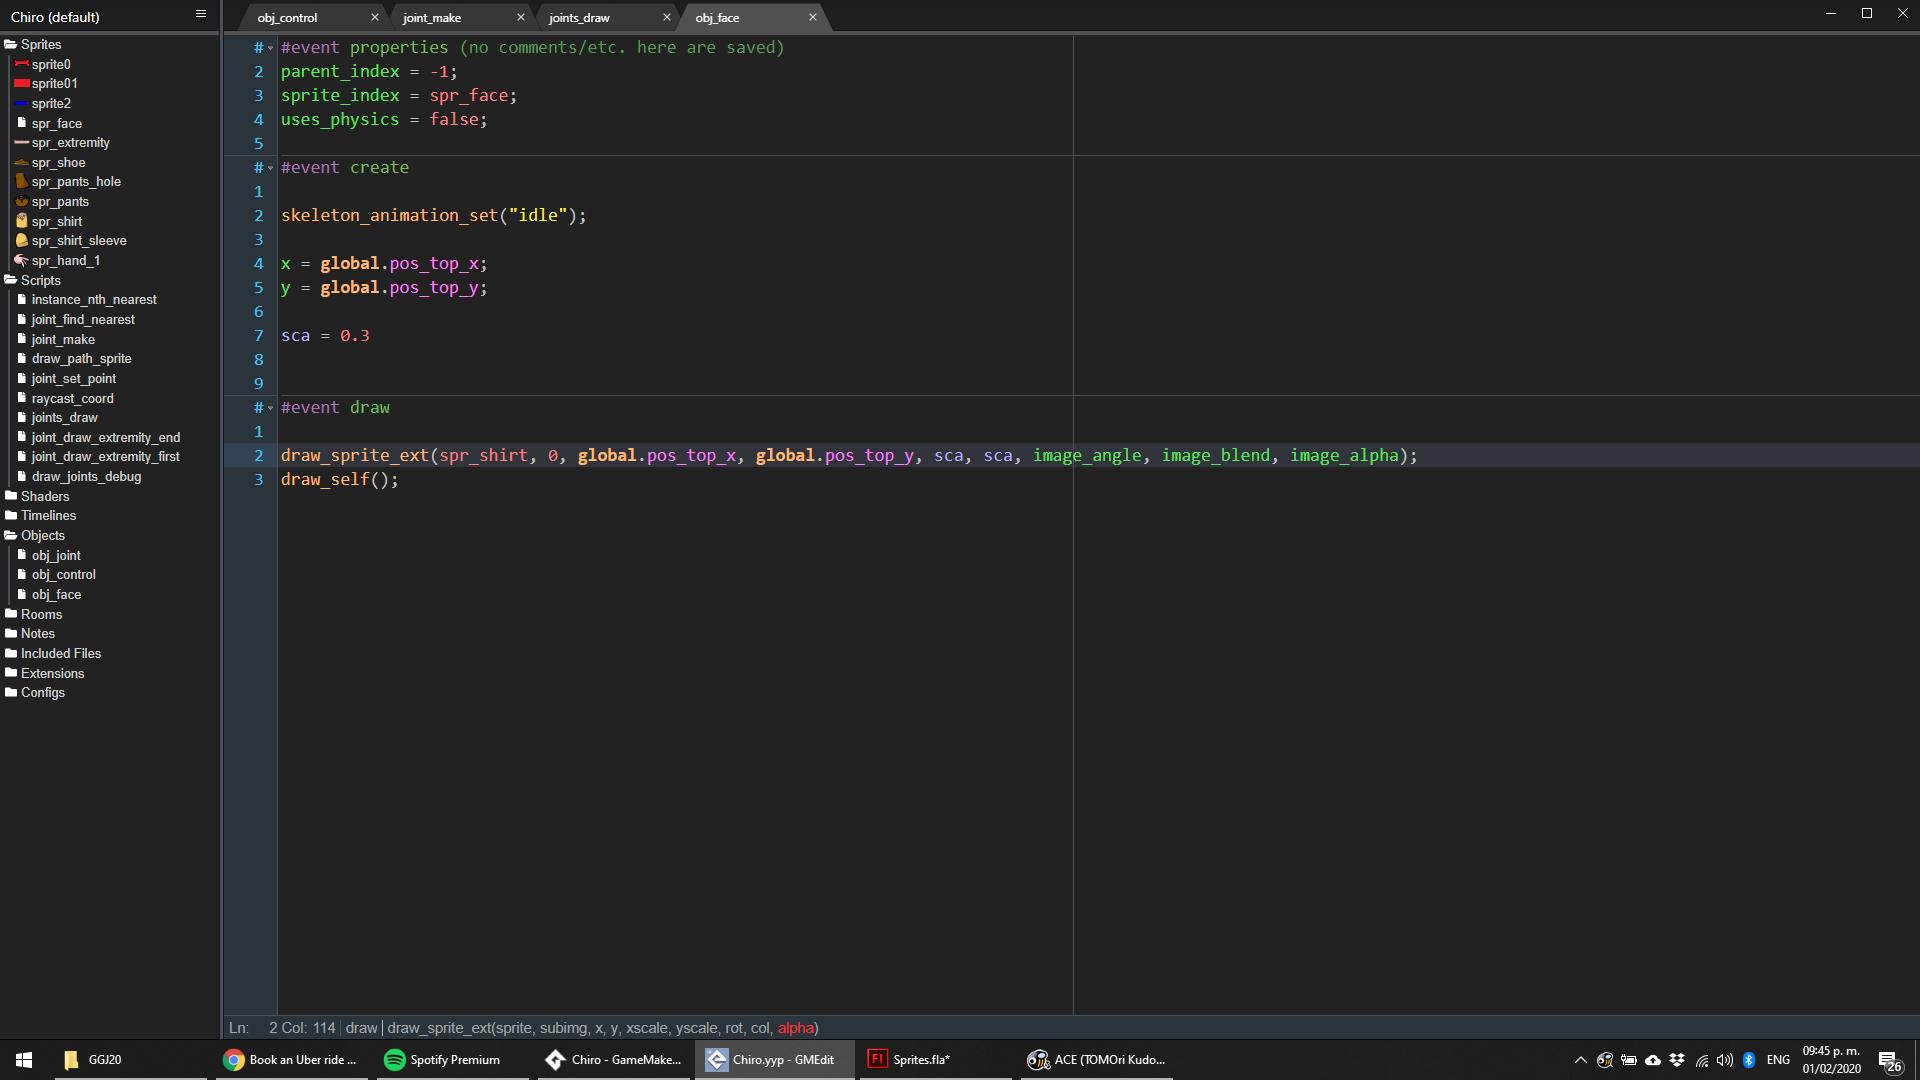 Chiro (default)
obj_control
joint_make
joints_draw
obj_face
Sprites
sprite0
sprite01
sprite2
spr_face
spr_extremity
spr_shoe
spr_pants_hole
spr_pants
spr_shirt
spr_shirt_sleeve
spr_hand_1
Scripts
instance_nth_nearest
joint_find_nearest
joint_make
draw_path_sprite
joint_set_point
raycast_coord
joints_draw
joint_draw_extremity_end
joint_draw_extremity_first
draw_joints_debug
Shaders
Timelines
Objects
obj_joint
obj_control
obj_face
Rooms
Notes
Included Files
Extensions
Configs
# #event properties (no comments/etc. here are saved)
2 parent_index = -1;
3 sprite_index = spr_face;
4 uses_physics = false;
5
# #event create
1
2 skeleton_animation_set("idle");
3
4 x = global.pos_top_x;
5 y = global.pos_top_y;
6
7 sca = 0.3
8
9
# #event draw
1
2 draw_sprite_ext(spr_shirt, 0, global.pos_top_x, global.pos_top_y, sca, sca, image_angle, image_blend, image_alpha);
3 draw_self();
Ln: 2 Col: 114 draw draw_sprite_ext(sprite, subimg, x, y, xscale, yscale, rot, col, alpha)
GGJ20
Book an Uber ride ...
Spotify Premium
Chiro - GameMake...
Chiro.yyp - GMEdit
Fl
Sprites.fla*
ACE (TOMOri Kudo...
ENG
09:45 p. m.
01/02/2020
26